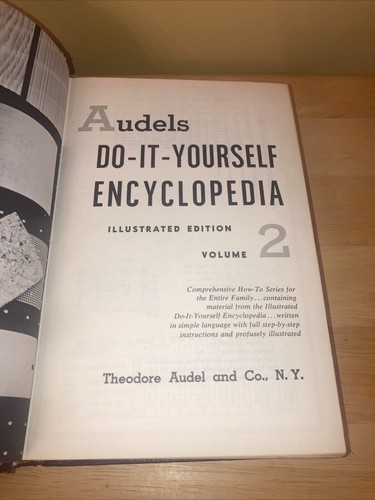 Audels
DO-IT-YOURSELF
ENCYCLOPEDIA
ILLUSTRATED EDITION
VOLUME 2
Comprehensive How-To Series for
the Entire Family...containing
material from the Illustrated
Do-It-Yourself Encyclopedia...written
in simple language with full step-by-step
instructions and profusely illustrated
Theodore Audel and Co., N.Y.